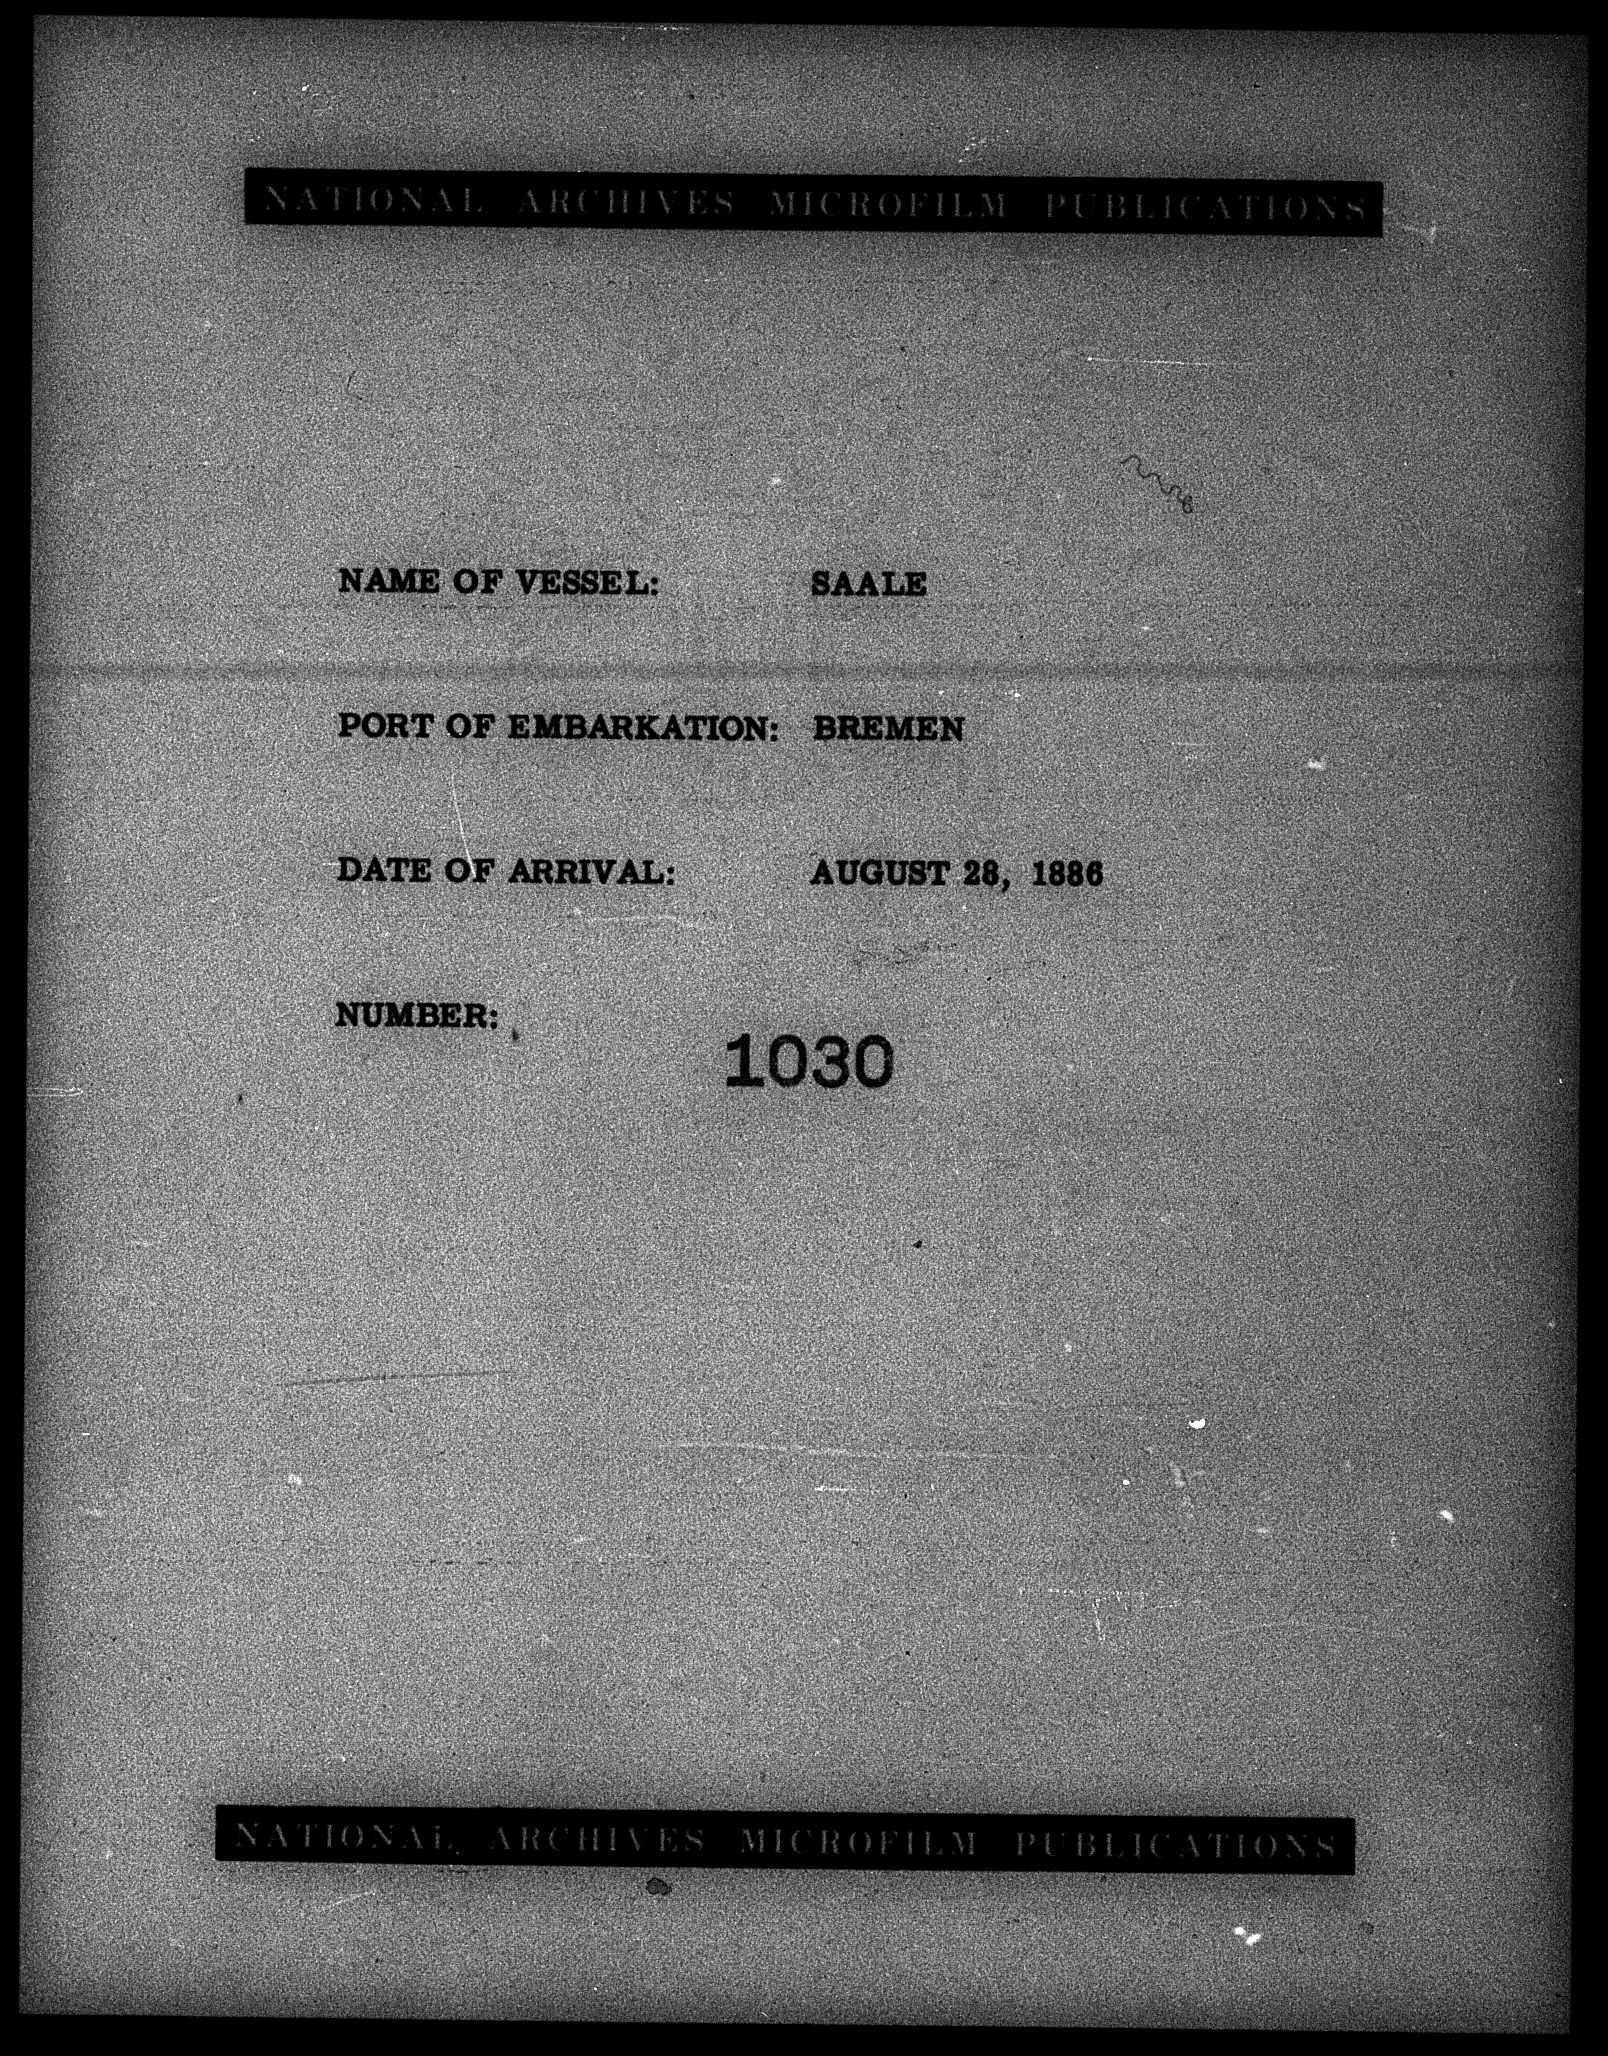 NATIONAL ARCHIVES MICROFILM PUBLICATIONS
NAME OF VESSEL: SAALE
PORT OF EMBARKATION: BREMEN
DATE OF ARRIVAL: AUGUST 28, 1886
NUMBER:
1030
NATIONAL ARCHIVES MICROFILM PUBLICATIONS